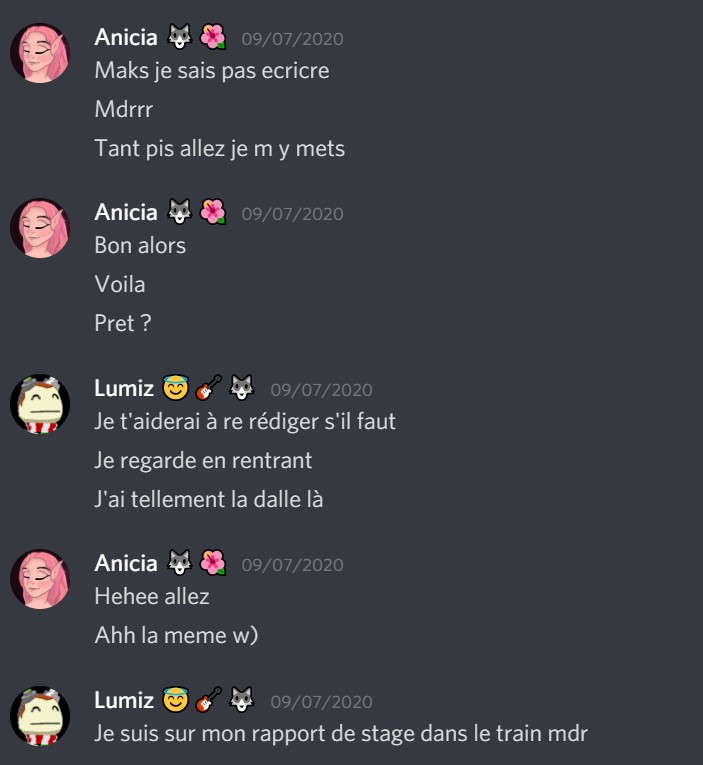 Anicia 🐺 🌺 09/07/2020
Maks je sais pas ecricre
Mdrrr
Tant pis allez je m y mets
Anicia 🐺 🌺 09/07/2020
Bon alors
Voila
Pret ?
Lumiz 😇 🎸 🐺 09/07/2020
Je t'aiderai à re rédiger s'il faut
Je regarde en rentrant
J'ai tellement la dalle là
Anicia 🐺 🌺 09/07/2020
Hehee allez
Ahh la meme w)
Lumiz 😇 🎸 🐺 09/07/2020
Je suis sur mon rapport de stage dans le train mdr